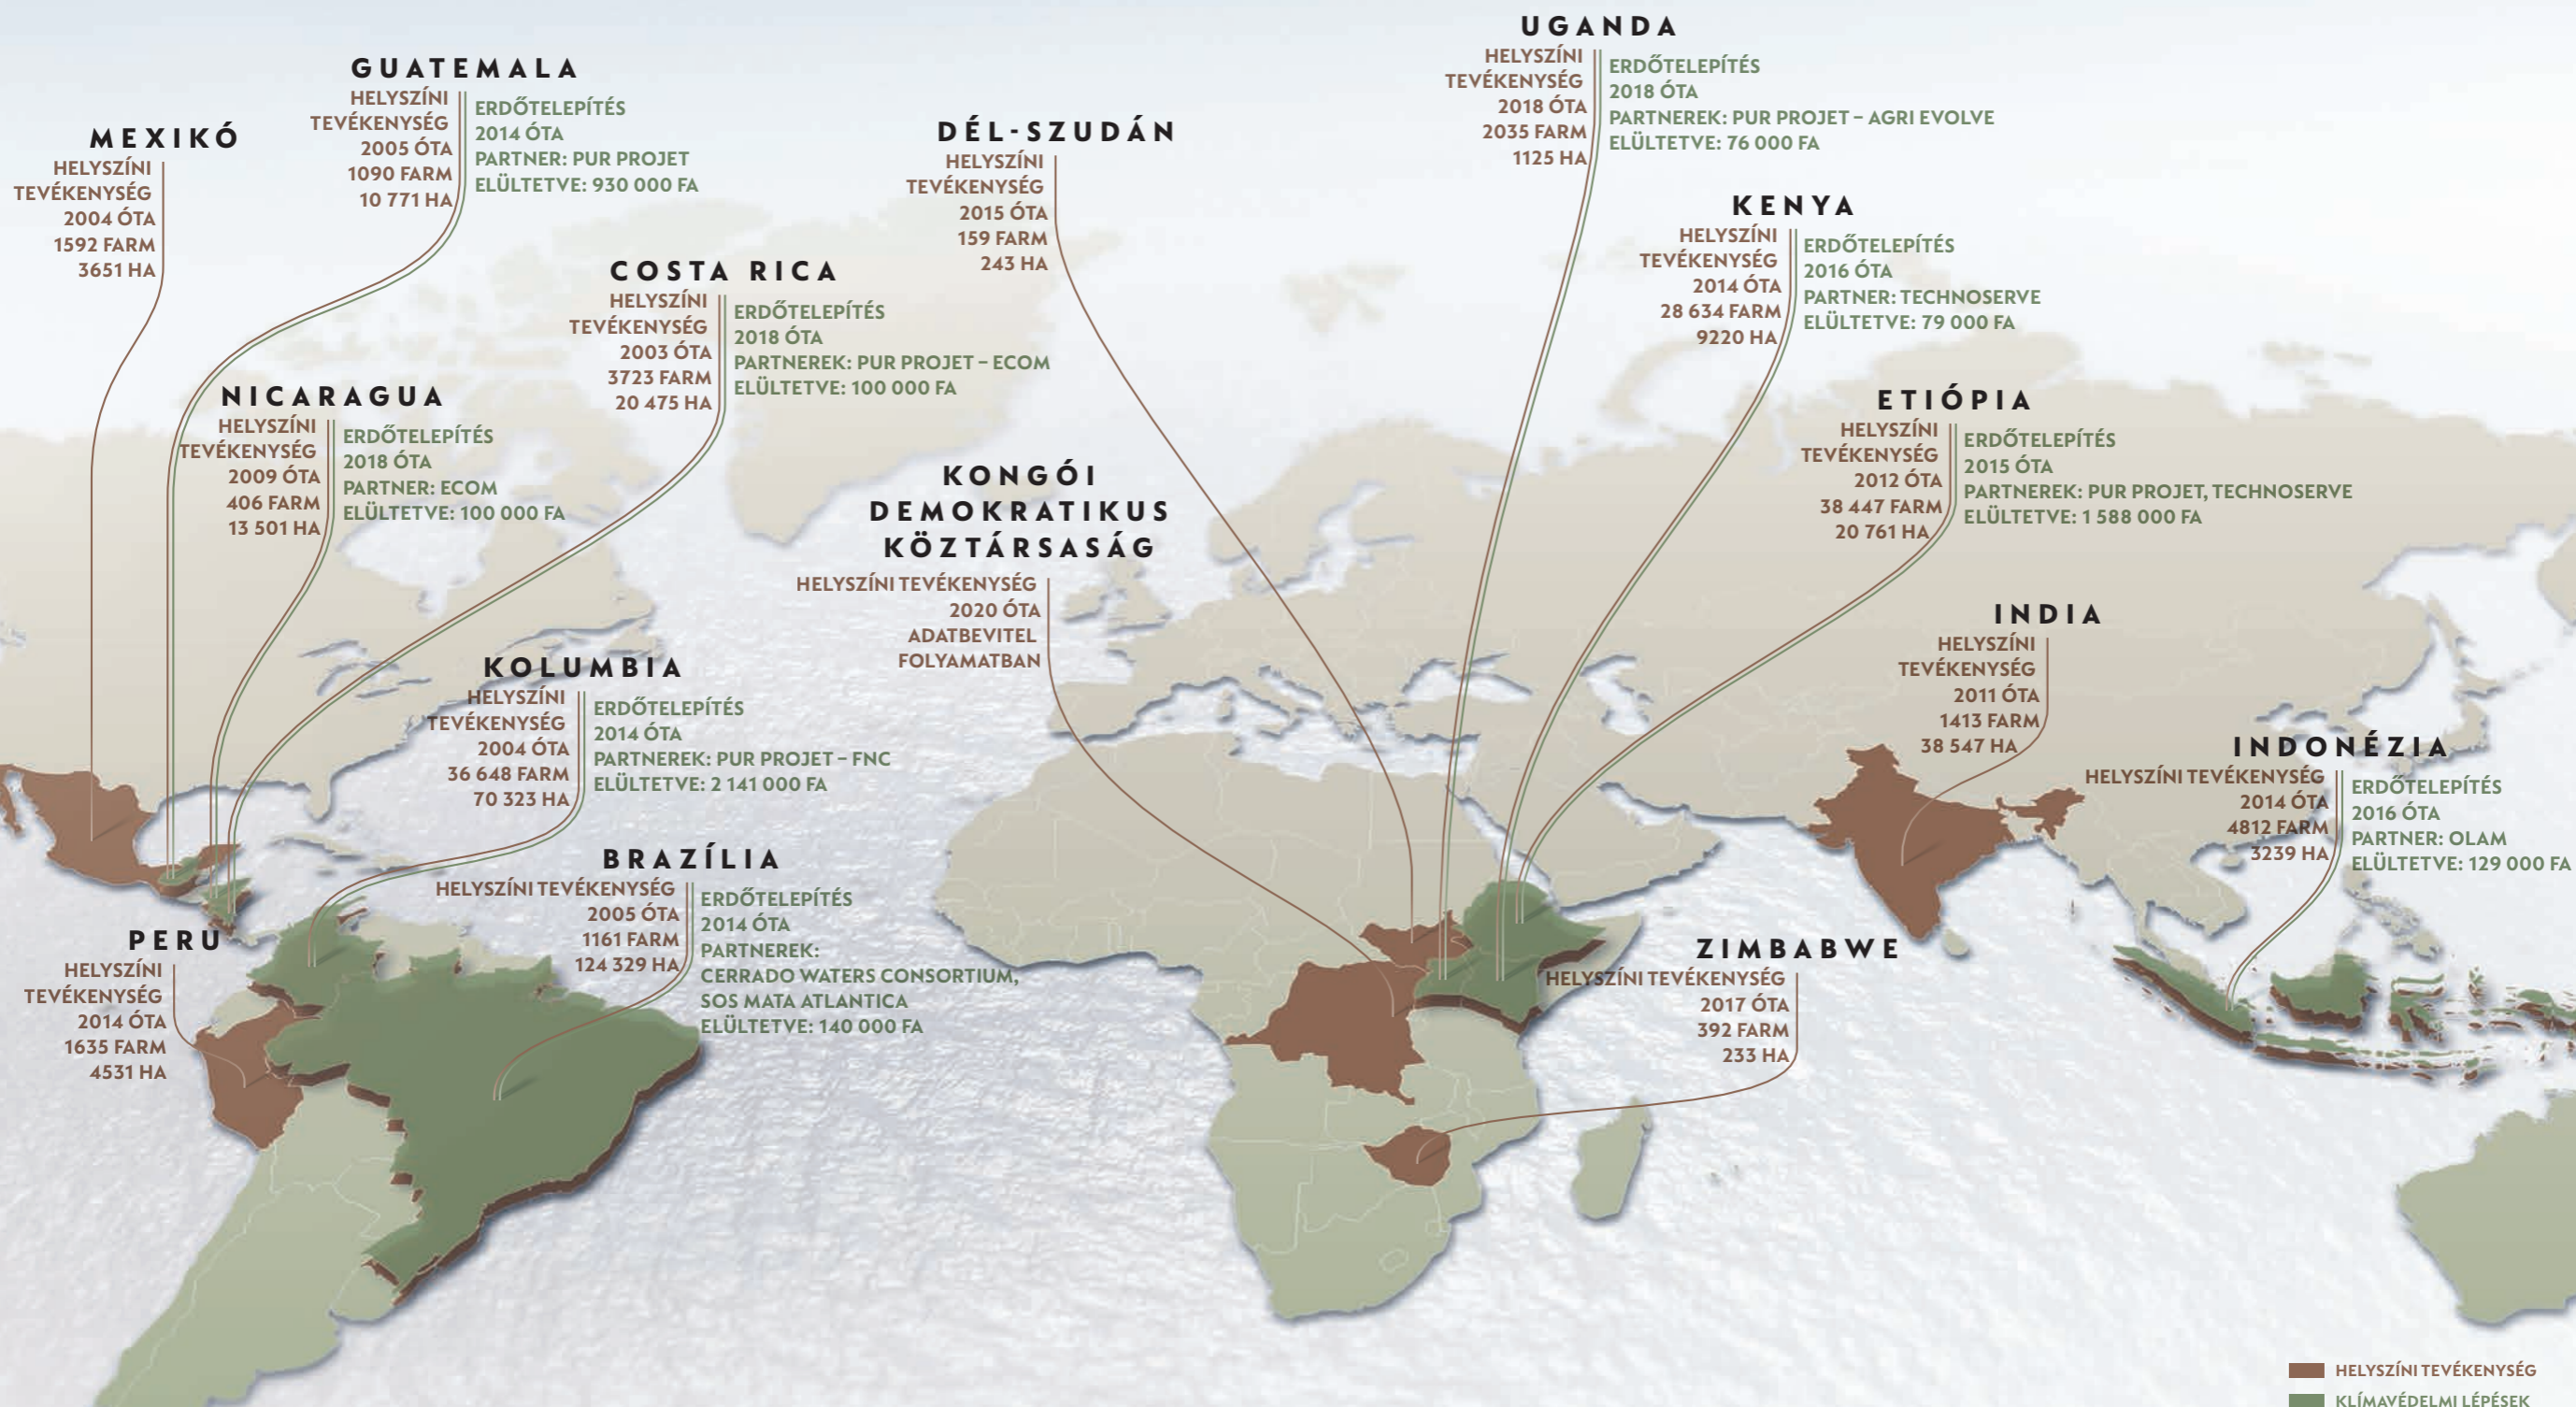 UGANDA
HELYSZÍNI
TEVÉKENYSÉG
2018 ÓTA
2035 FARM
1125 HA
ERDŐTELEPÍTÉS
2018 ÓTA
PARTNEREK: PUR PROJET – AGRI EVOLVE
ELÜLTETVE: 76 000 FA
GUATEMALA
HELYSZÍNI
TEVÉKENYSÉG
2005 ÓTA
1090 FARM
10 771 HA
ERDŐTELEPÍTÉS
2014 ÓTA
PARTNER: PUR PROJET
ELÜLTETVE: 930 000 FA
MEXIKÓ
HELYSZÍNI
TEVÉKENYSÉG
2004 ÓTA
1592 FARM
3651 HA
DÉL-SZUDÁN
HELYSZÍNI
TEVÉKENYSÉG
2015 ÓTA
159 FARM
243 HA
KENYA
HELYSZÍNI
TEVÉKENYSÉG
2014 ÓTA
28 634 FARM
9220 HA
ERDŐTELEPÍTÉS
2016 ÓTA
PARTNER: TECHNOSERVE
ELÜLTETVE: 79 000 FA
COSTA RICA
HELYSZÍNI
TEVÉKENYSÉG
2003 ÓTA
3723 FARM
20 475 HA
ERDŐTELEPÍTÉS
2018 ÓTA
PARTNEREK: PUR PROJET – ECOM
ELÜLTETVE: 100 000 FA
NICARAGUA
HELYSZÍNI
TEVÉKENYSÉG
2009 ÓTA
406 FARM
13 501 HA
ERDŐTELEPÍTÉS
2018 ÓTA
PARTNER: ECOM
ELÜLTETVE: 100 000 FA
ETIÓPIA
HELYSZÍNI
TEVÉKENYSÉG
2012 ÓTA
38 447 FARM
20 761 HA
ERDŐTELEPÍTÉS
2015 ÓTA
PARTNEREK: PUR PROJET, TECHNOSERVE
ELÜLTETVE: 1 588 000 FA
KONGÓI
DEMOKRATIKUS
KÖZTÁRSASÁG
HELYSZÍNI TEVÉKENYSÉG
2020 ÓTA
ADATBEVITEL
FOLYAMATBAN
INDIA
HELYSZÍNI
TEVÉKENYSÉG
2011 ÓTA
1413 FARM
38 547 HA
KOLUMBIA
HELYSZÍNI
TEVÉKENYSÉG
2004 ÓTA
36 648 FARM
70 323 HA
ERDŐTELEPÍTÉS
2014 ÓTA
PARTNEREK: PUR PROJET – FNC
ELÜLTETVE: 2 141 000 FA
INDONÉZIA
HELYSZÍNI TEVÉKENYSÉG
2014 ÓTA
4812 FARM
3239 HA
ERDŐTELEPÍTÉS
2016 ÓTA
PARTNER: OLAM
ELÜLTETVE: 129 000 FA
BRAZÍLIA
HELYSZÍNI TEVÉKENYSÉG
2005 ÓTA
1161 FARM
124 329 HA
ERDŐTELEPÍTÉS
2014 ÓTA
PARTNEREK:
CERRADO WATERS CONSORTIUM,
SOS MATA ATLANTICA
ELÜLTETVE: 140 000 FA
PERU
HELYSZÍNI
TEVÉKENYSÉG
2014 ÓTA
1635 FARM
4531 HA
ZIMBABWE
HELYSZÍNI TEVÉKENYSÉG
2017 ÓTA
392 FARM
233 HA
HELYSZÍNI TEVÉKENYSÉG
KLÍMAVÉDELMI LÉPÉSEK